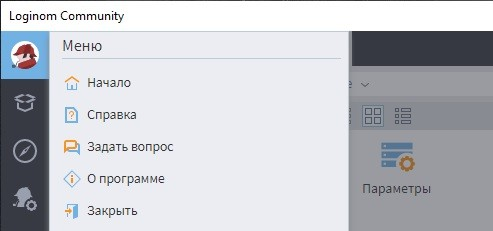 Loginom Community
Меню
Начало
Справка
Задать вопрос
О программе
Закрыть
Параметры